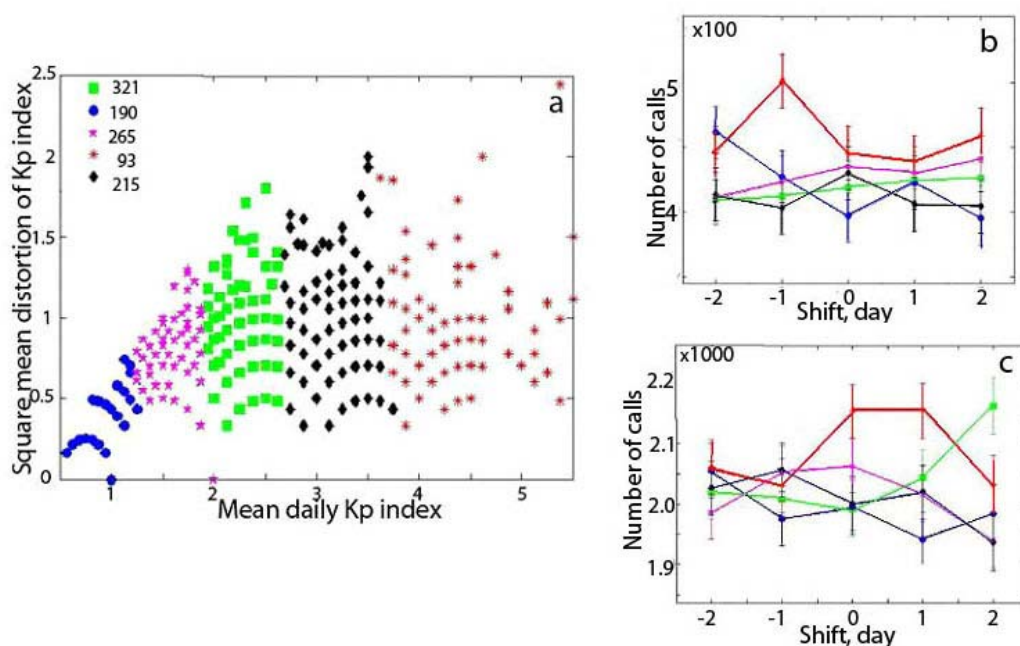 Square mean distortion of Kp index
2.5
2
1.5
1
0.5
0
a
321
190
265
93
215
1 2 3 4 5
Mean daily Kp index
x100
b
Number of calls
5
4
-2 -1 0 1 2
Shift, day
x1000
c
Number of calls
2.2
2.1
2.0
1.9
-2 -1 0 1 2
Shift, day